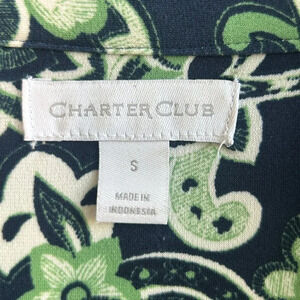 CHARTER CLUB
S
MADE IN
INDONESIA